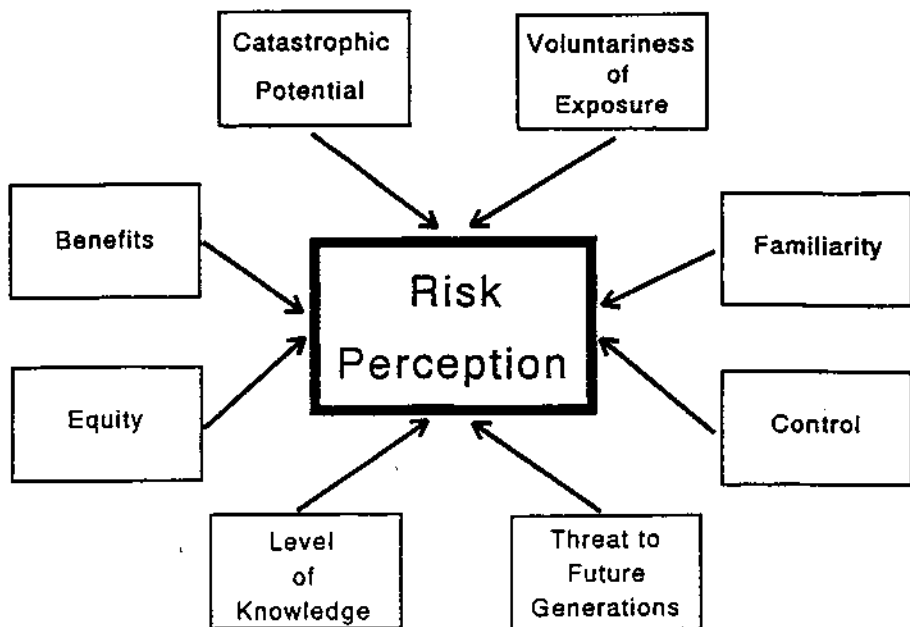 Catastrophic
Potential
Voluntariness
of
Exposure
Benefits
Familiarity
Risk
Perception
Equity
Control
Level
of
Knowledge
Threat to
Future
Generations